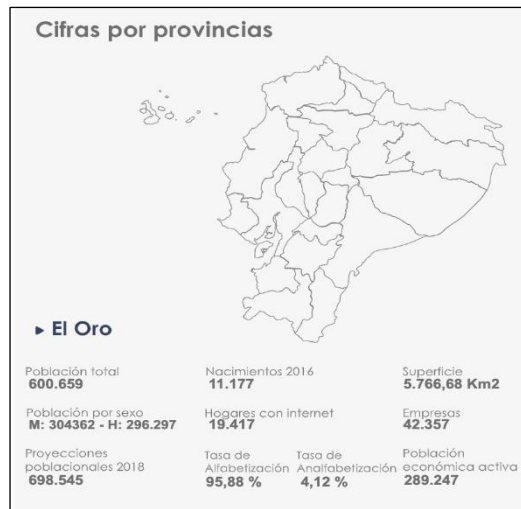 Cifras por provincias
▸ El Oro
Población total
600.659
Nacimientos 2016
11.177
Superficie
5.766,68 Km2
Población por sexo
M: 304362 - H: 296.297
Hogares con internet
19.417
Empresas
42.357
Proyecciones
poblacionales 2018
698.545
Tasa de
Alfabetización
95,88 %
Tasa de
Analfabetización
4,12 %
Población
económica activa
289.247